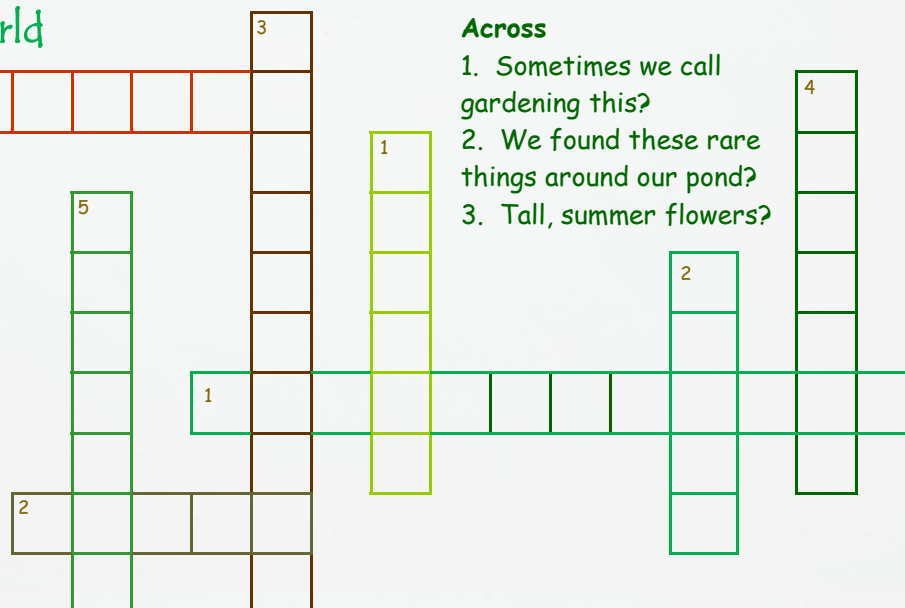 rld
Across
1. Sometimes we call
gardening this?
2. We found these rare
things around our pond?
3. Tall, summer flowers?
3
4
1
5
2
1
2